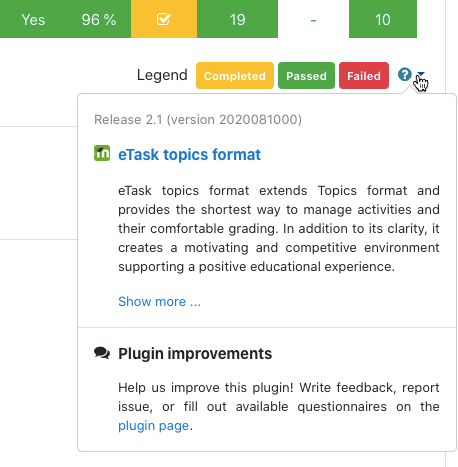 Yes 96 % 19 - 10
Legend Completed Passed Failed
Release 2.1 (version 2020081000)
eTask topics format
eTask topics format extends Topics format and
provides the shortest way to manage activities and
their comfortable grading. In addition to its clarity, it
creates a motivating and competitive environment
supporting a positive educational experience.
Show more ...
Plugin improvements
Help us improve this plugin! Write feedback, report
issue, or fill out available questionnaires on the
plugin page.